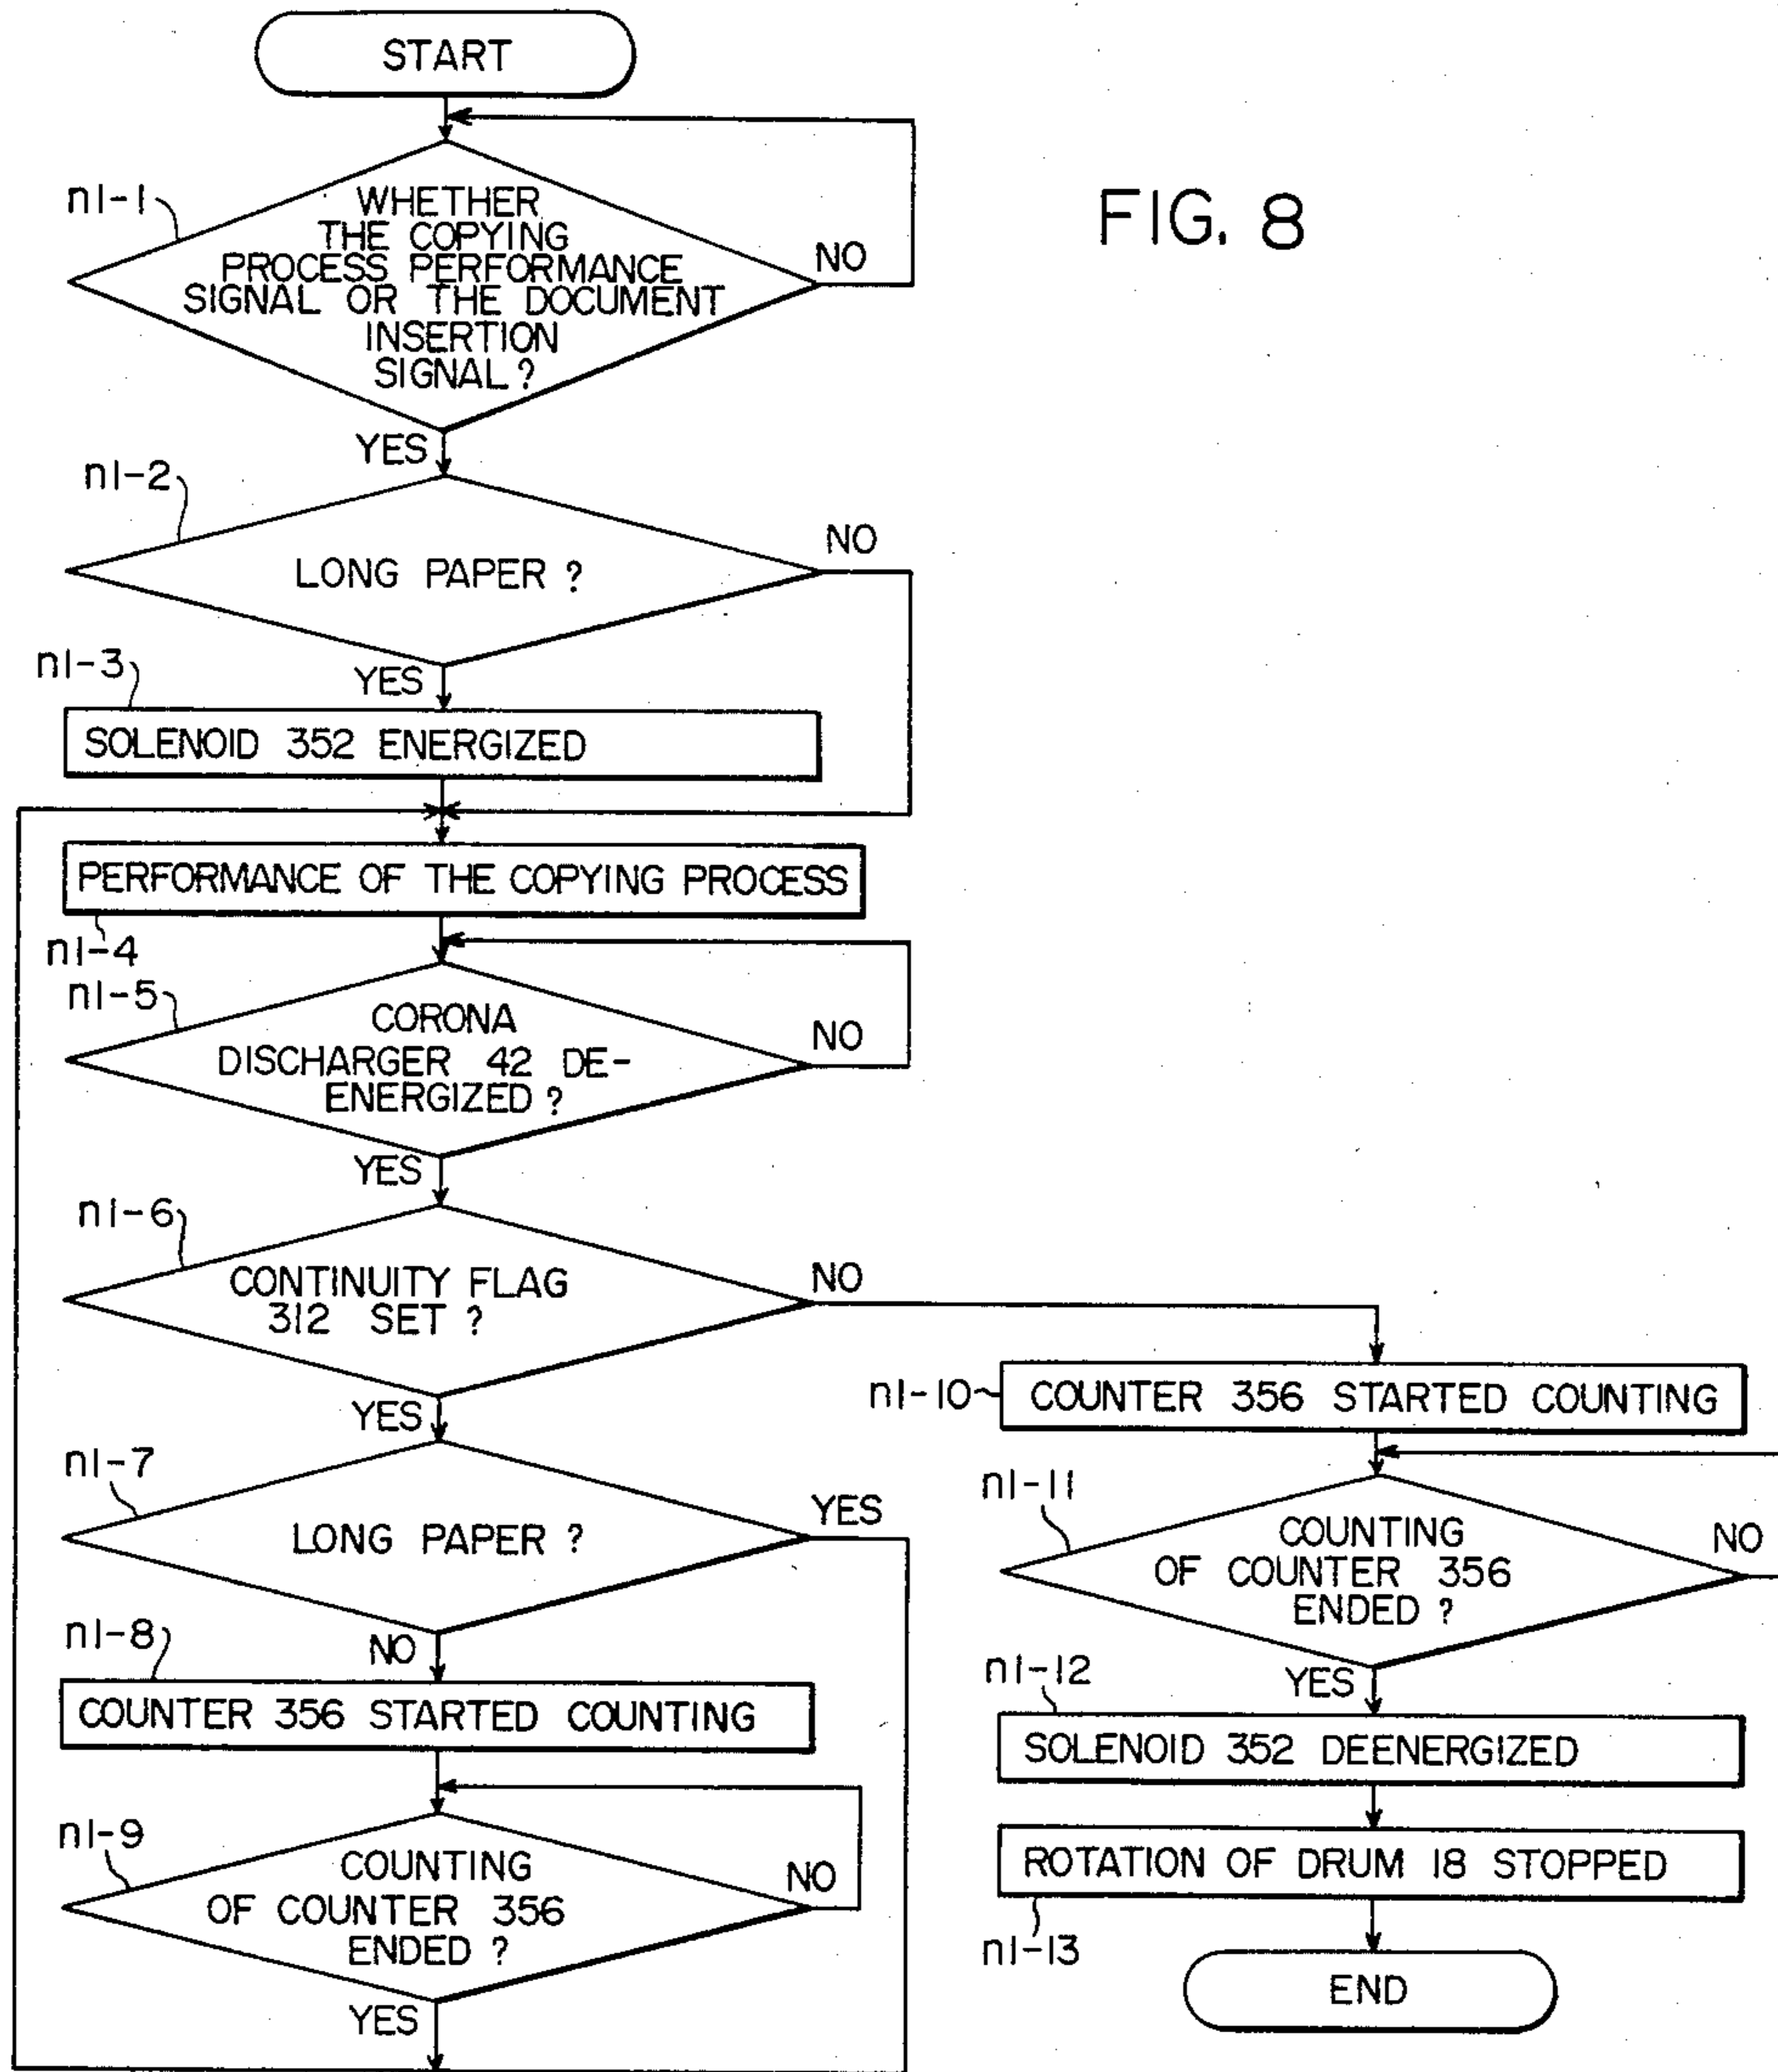 START
FIG. 8
n1-1
WHETHER
THE COPYING
PROCESS PERFORMANCE
SIGNAL OR THE DOCUMENT
INSERTION
SIGNAL?
NO
YES
n1-2
LONG PAPER ?
NO
YES
n1-3
SOLENOID 352 ENERGIZED
PERFORMANCE OF THE COPYING PROCESS
n1-4
n1-5
CORONA
DISCHARGER 42 DE-
ENERGIZED ?
NO
YES
n1-6
CONTINUITY FLAG
312 SET ?
NO
YES
n1-7
LONG PAPER ?
YES
NO
n1-8
COUNTER 356 STARTED COUNTING
n1-9
COUNTING
OF COUNTER 356
ENDED ?
NO
YES
n1-10
COUNTER 356 STARTED COUNTING
n1-11
COUNTING
OF COUNTER 356
ENDED ?
NO
YES
n1-12
SOLENOID 352 DEENERGIZED
ROTATION OF DRUM 18 STOPPED
n1-13
END